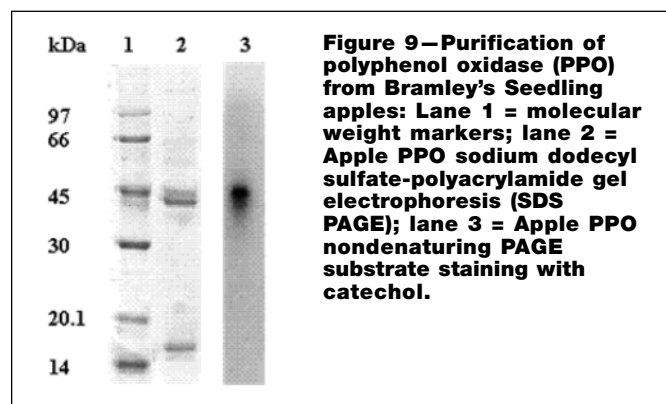 kDa 1 2 3
97
66
45
30
20.1
14
Figure 9—Purification of
polyphenol oxidase (PPO)
from Bramley's Seedling
apples: Lane 1 = molecular
weight markers; lane 2 =
Apple PPO sodium dodecyl
sulfate-polyacrylamide gel
electrophoresis (SDS
PAGE); lane 3 = Apple PPO
nondenaturing PAGE
substrate staining with
catechol.